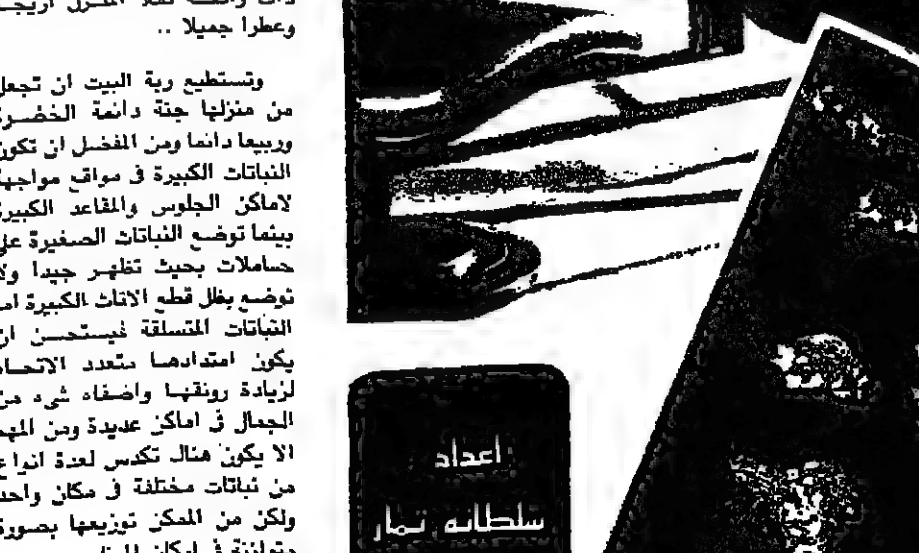 وعطرا جميلا ..
وتستطيع ربة البيت ان تجعل
من منزلها جنة دائمة الخضرة
وربيعا دائما ومن المفضل ان تكون
النباتات الكبيرة في مواقع مواجهة
لاماكن الجلوس والمقاعد الكبيرة
بينما توضع النباتات الصغيرة على
حاملات بحيث تظهر جيدا ولا
توضع بظل قطع الاثاث الكبيرة اما
النباتات المتسلقة فيستحسن ان
يكون امتدادها متعدد الاتجاه
لزيادة رونقها واضفاء شيء من
الجمال في اماكن عديدة ومن المهم
الا يكون هناك تكدس لعدة انواع
من نباتات مختلفة في مكان واحد
ولكن من الممكن توزيعها بصورة
اعداد
سلطانه نمار